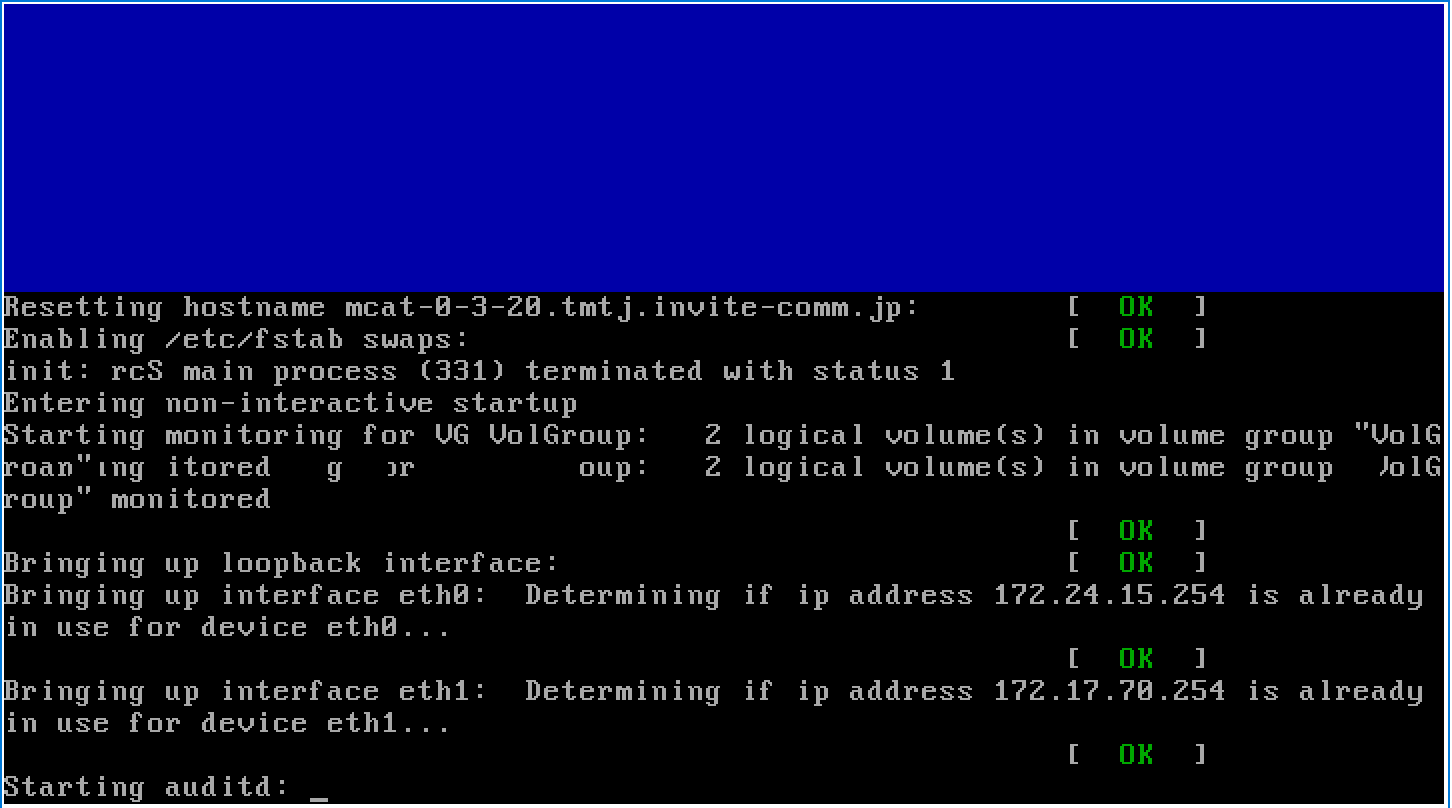 Resetting hostname mcat-0-3-20.tmtj.invite-comm.jp: [ OK ]
Enabling /etc/fstab swaps: [ OK ]
init: rcS main process (331) terminated with status 1
Entering non-interactive startup
Starting monitoring for VG VolGroup: 2 logical volume(s) in volume group "VolG
itored g oup: 2 logical volume(s) in volume group olG
roup" monitored
[ OK ]
Bringing up loopback interface: [ OK ]
Bringing up interface eth0: Determining if ip address 172.24.15.254 is already
in use for device eth0...
[ OK ]
Bringing up interface eth1: Determining if ip address 172.17.70.254 is already
in use for device eth1...
[ OK ]
Starting auditd: _